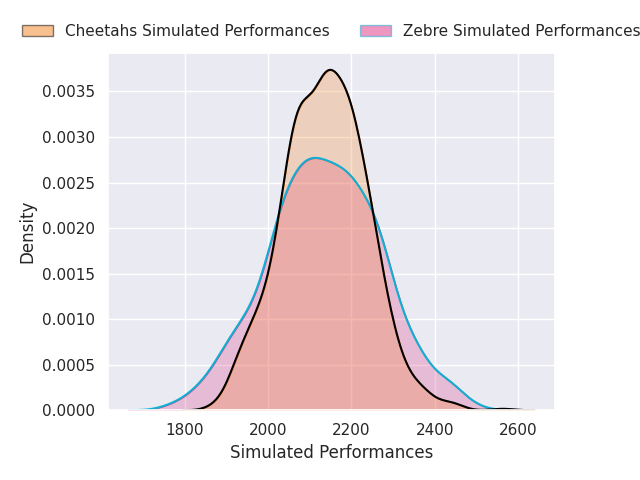 Cheetahs Simulated Performances Zebre Simulated Performances
0.0035
0.0030
0.0025
0.0020
0.0015
0.0010
0.0005
0.0000
Density
1800 2000 2200 2400 2600
Simulated Performances